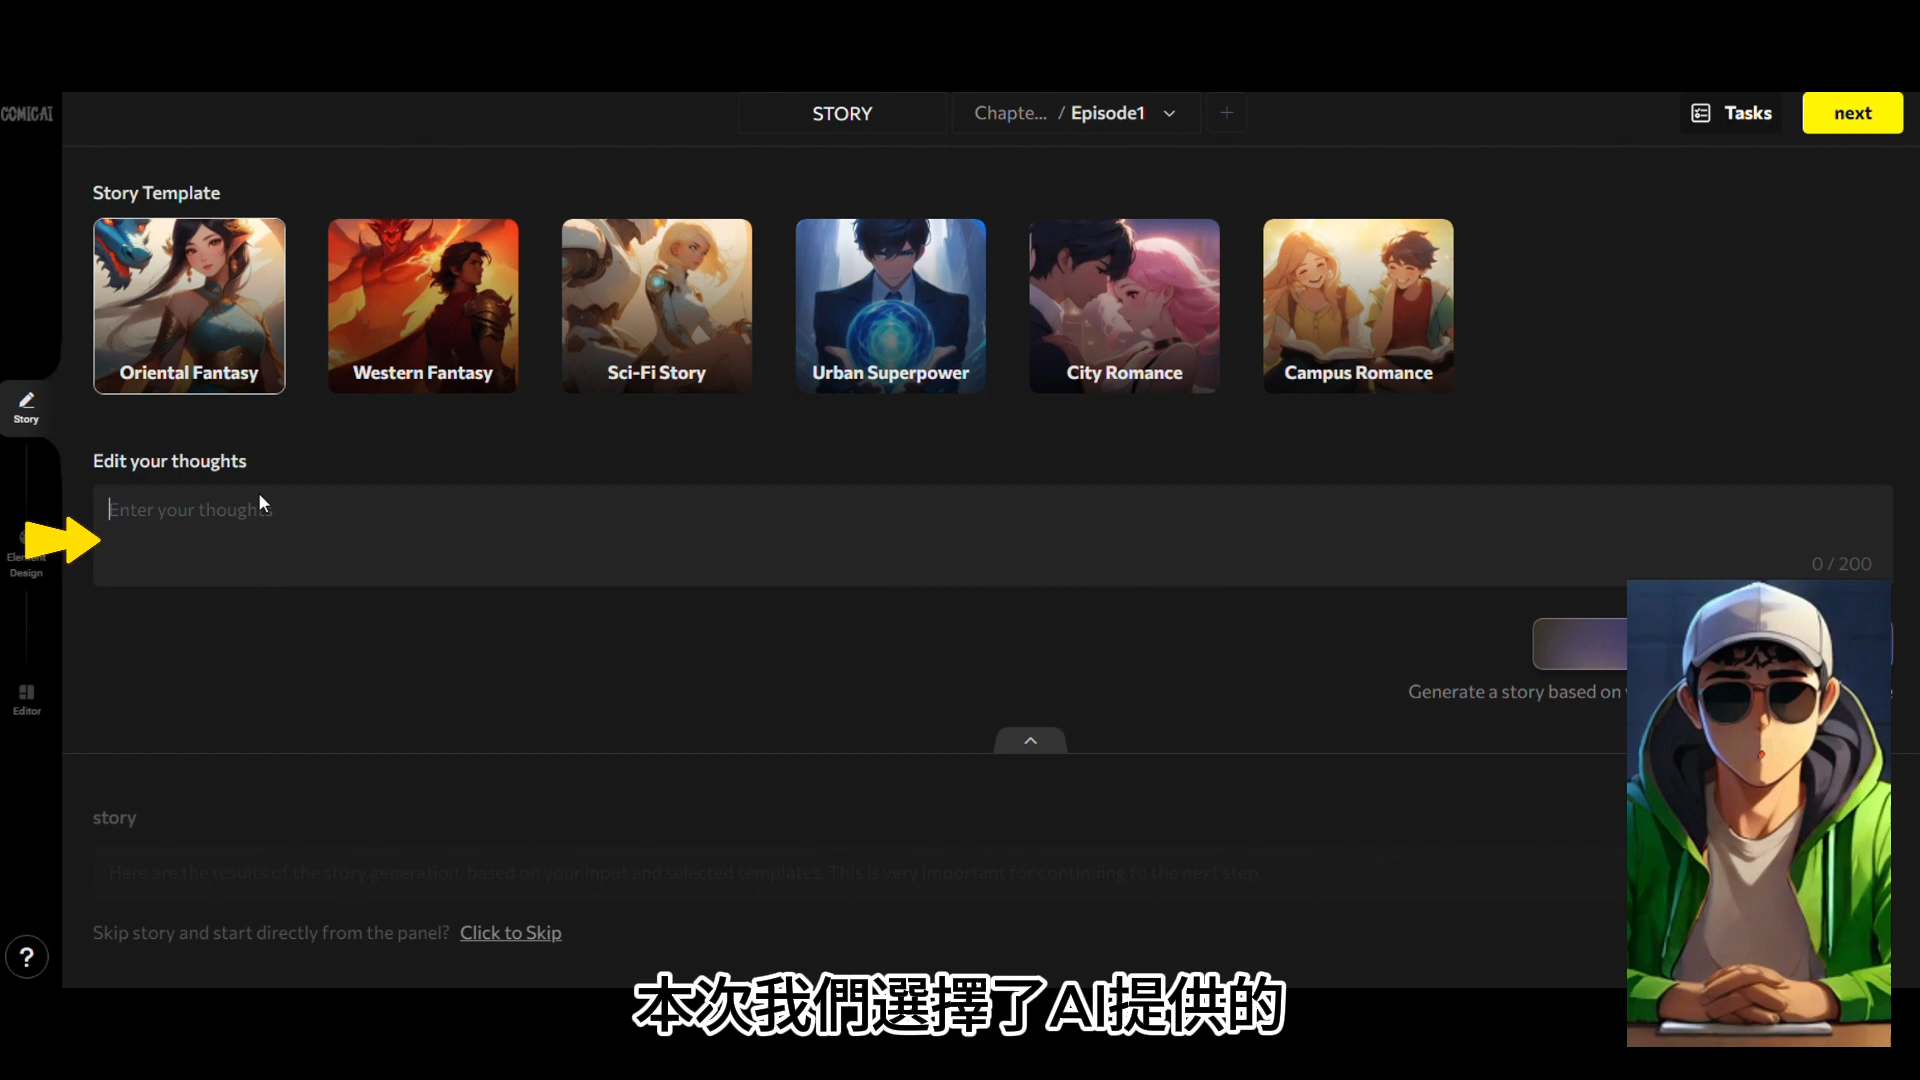 COMICAI
STORY
Chapte... / Episode1
+
Tasks
next
Story Template
Oriental Fantasy
Western Fantasy
Sci-Fi Story
Urban Superpower
City Romance
Campus Romance
Story
Edit your thoughts
Enter your thoughts
0 / 200
Element
Design
Generate a story based on
Editor
story
Here are the results of the story generation, based on your input and selected templates. This is very important for continuing to the next step.
Skip story and start directly from the panel? Click to Skip
?
本次我們選擇了AI提供的